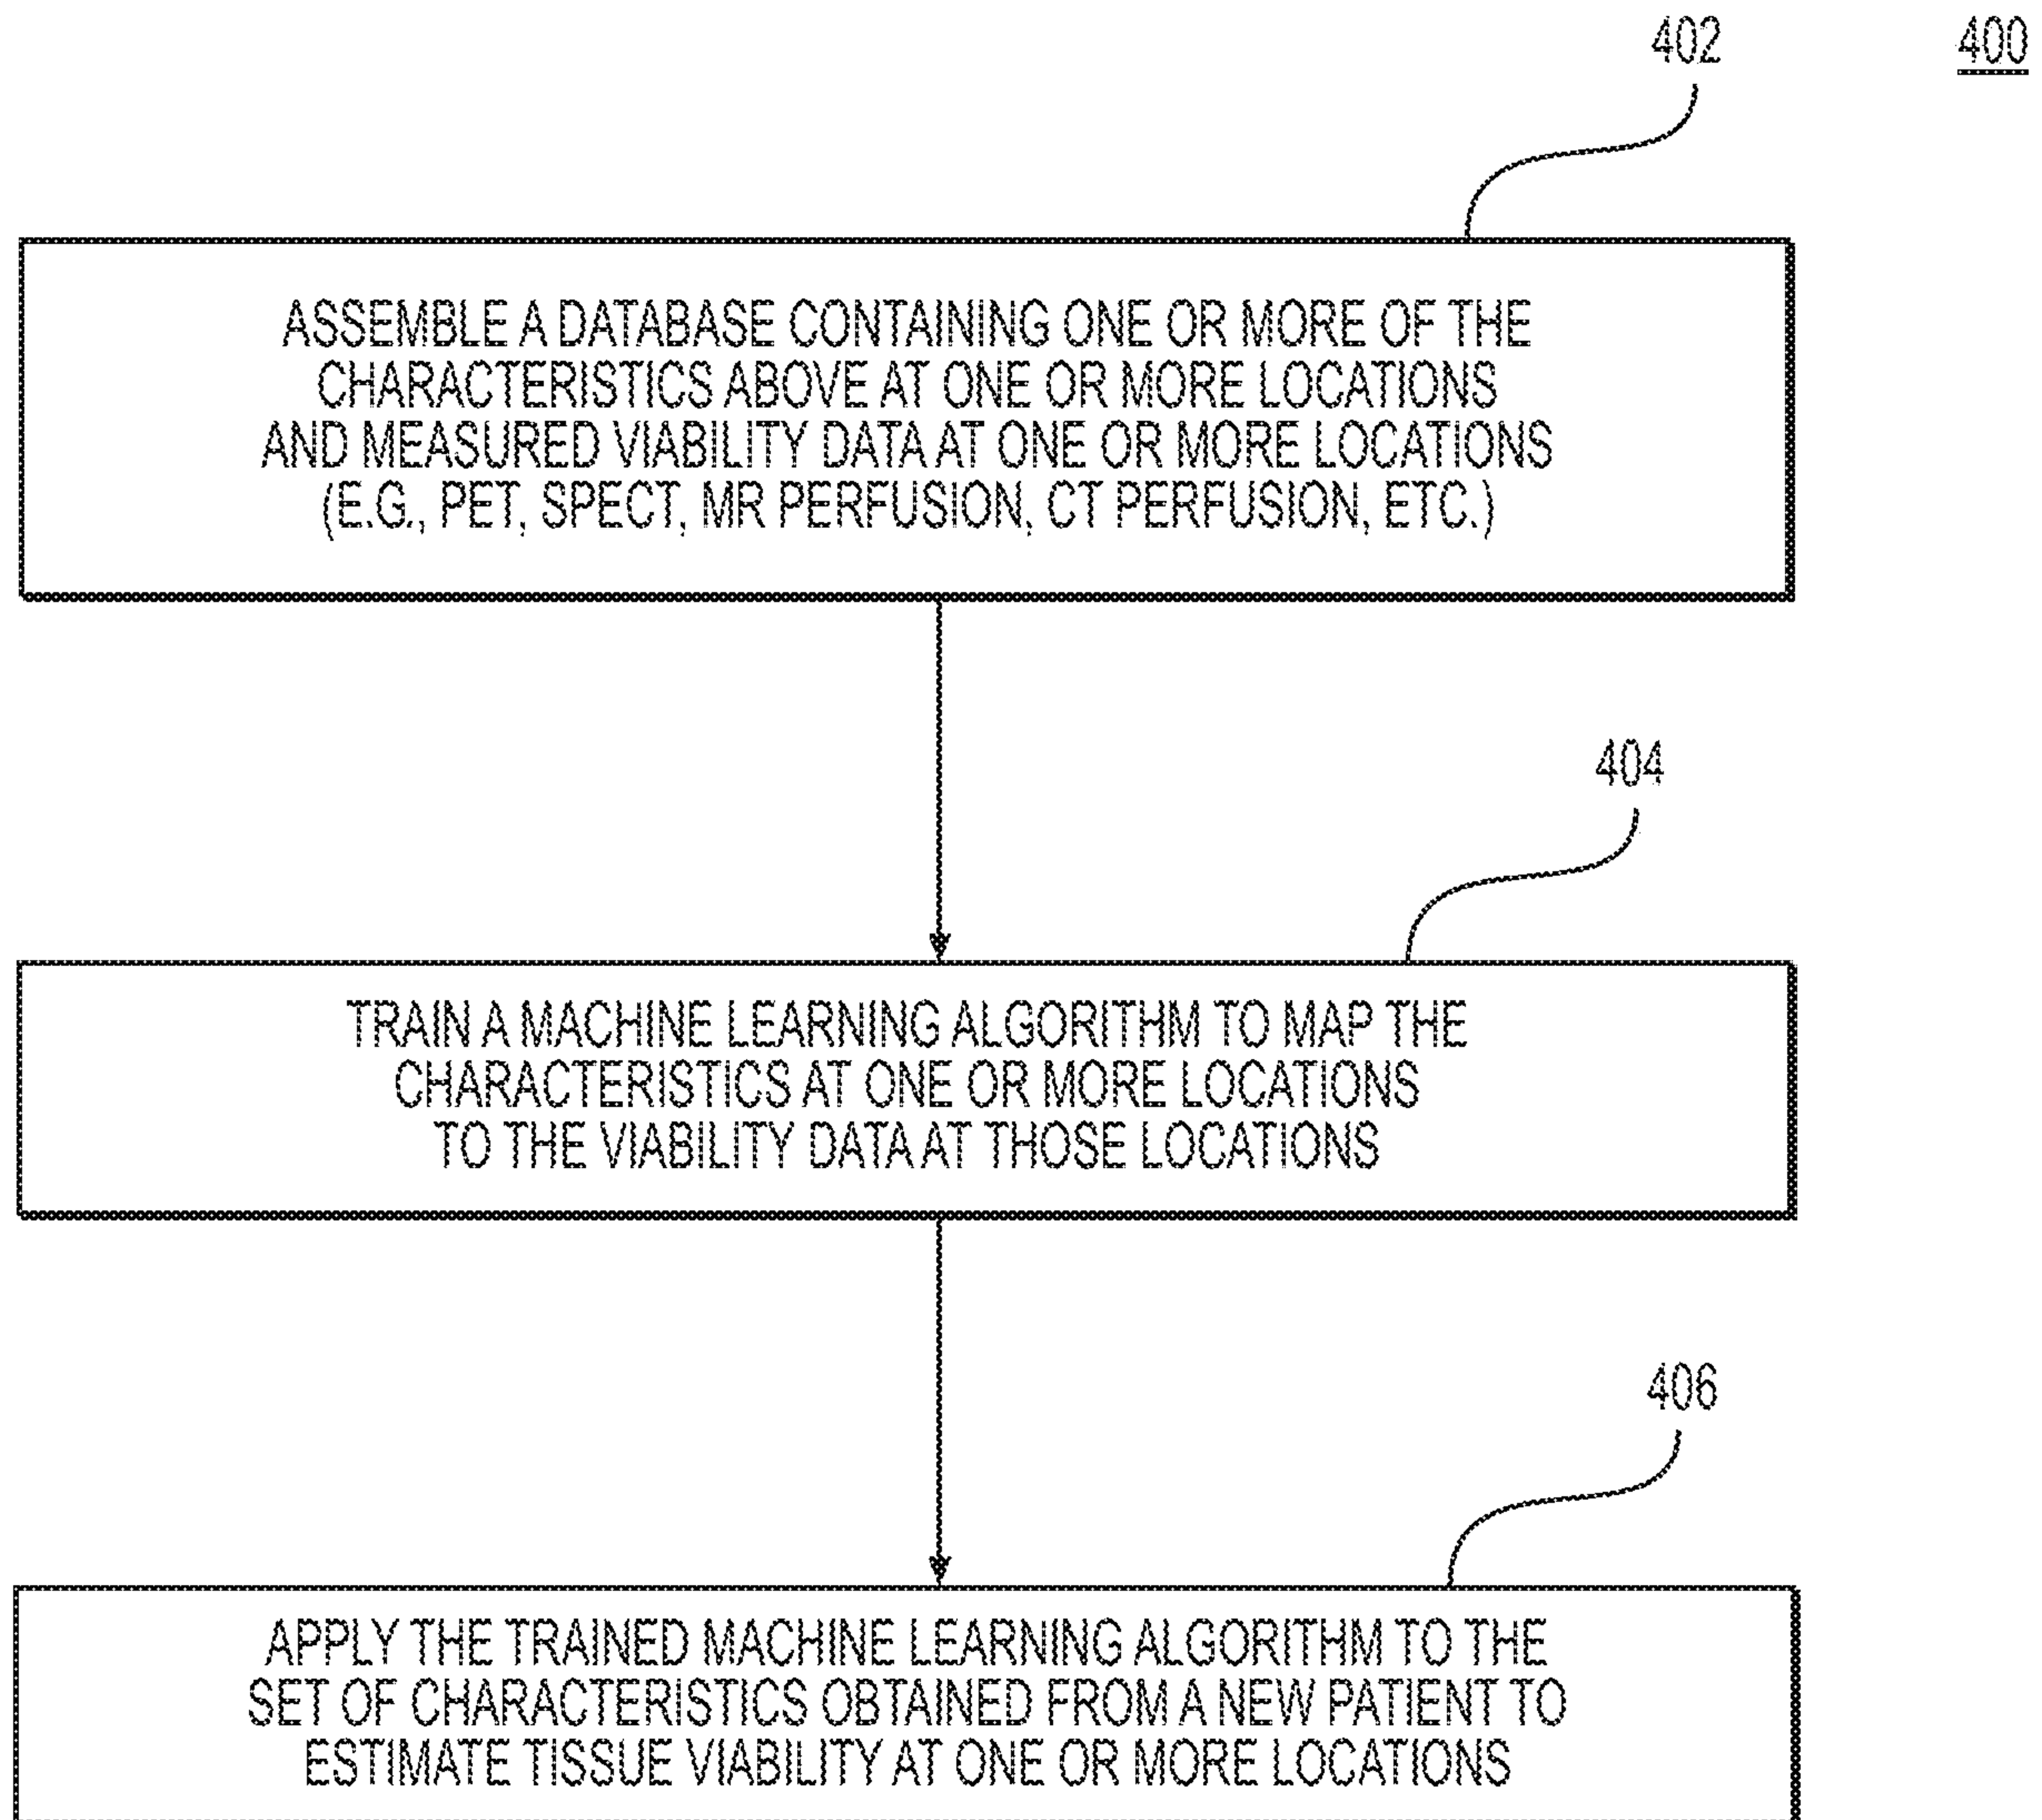 402
400
ASSEMBLE A DATABASE CONTAINING ONE OR MORE OF THE
CHARACTERISTICS ABOVE AT ONE OR MORE LOCATIONS
AND MEASURED VIABILITY DATA AT ONE OR MORE LOCATIONS
(E.G., PET, SPECT, MR PERFUSION, CT PERFUSION, ETC.)
404
TRAIN A MACHINE LEARNING ALGORITHM TO MAP THE
CHARACTERISTICS AT ONE OR MORE LOCATIONS
TO THE VIABILITY DATA AT THOSE LOCATIONS
406
APPLY THE TRAINED MACHINE LEARNING ALGORITHM TO THE
SET OF CHARACTERISTICS OBTAINED FROM A NEW PATIENT TO
ESTIMATE TISSUE VIABILITY AT ONE OR MORE LOCATIONS